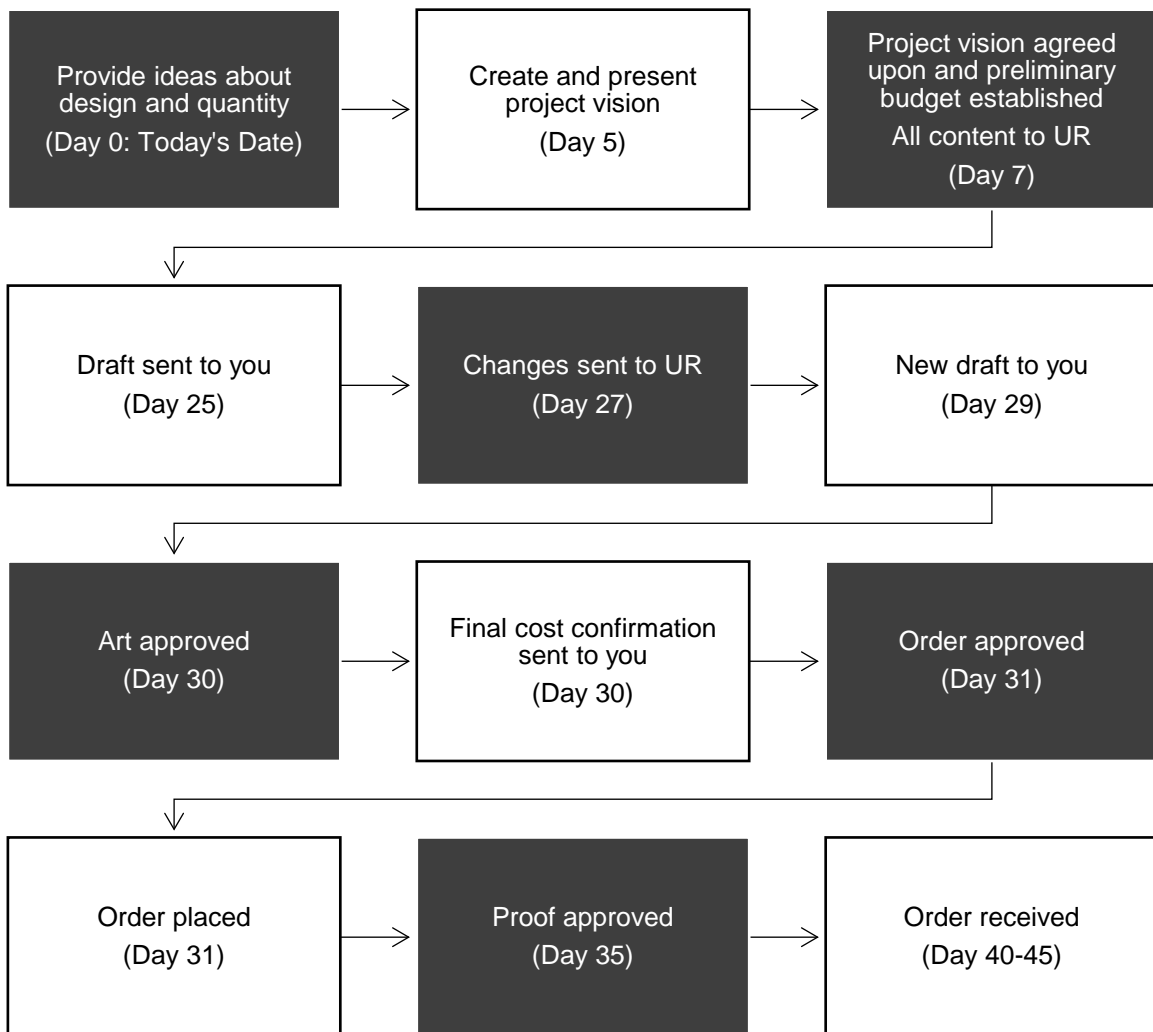 Provide ideas about
design and quantity
(Day 0: Today's Date)
Create and present
project vision
(Day 5)
Project vision agreed
upon and preliminary
budget established
All content to UR
(Day 7)
Draft sent to you
(Day 25)
Changes sent to UR
(Day 27)
New draft to you
(Day 29)
Art approved
(Day 30)
Final cost confirmation
sent to you
(Day 30)
Order approved
(Day 31)
Order placed
(Day 31)
Proof approved
(Day 35)
Order received
(Day 40-45)